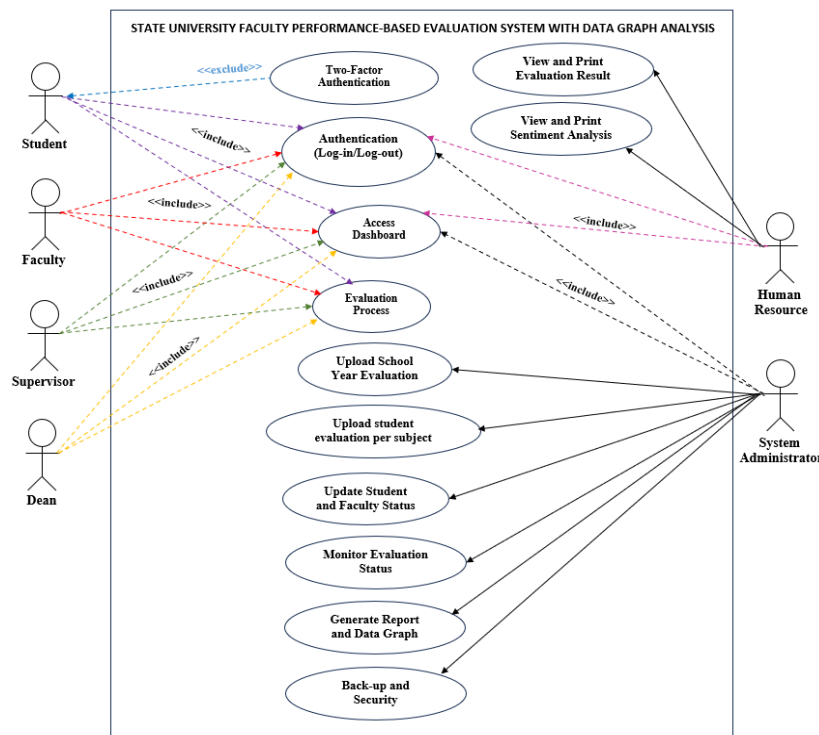 STATE UNIVERSITY FACULTY PERFORMANCE-BASED EVALUATION SYSTEM WITH DATA GRAPH ANALYSIS
<<exclude>>
Two-Factor
Authentication
View and Print
Evaluation Result
Student
<<include>>
Authentication
(Log-in/Log-out)
View and Print
Sentiment Analysis
Faculty
<<include>>
Access
Dashboard
<<include>>
Human
Resource
<<include>>
Evaluation
Process
<<include>>
Supervisor
<<include>>
Upload School
Year Evaluation
System
Administrator
Upload student
evaluation per subject
Dean
Update Student
and Faculty Status
Monitor Evaluation
Status
Generate Report
and Data Graph
Back-up and
Security